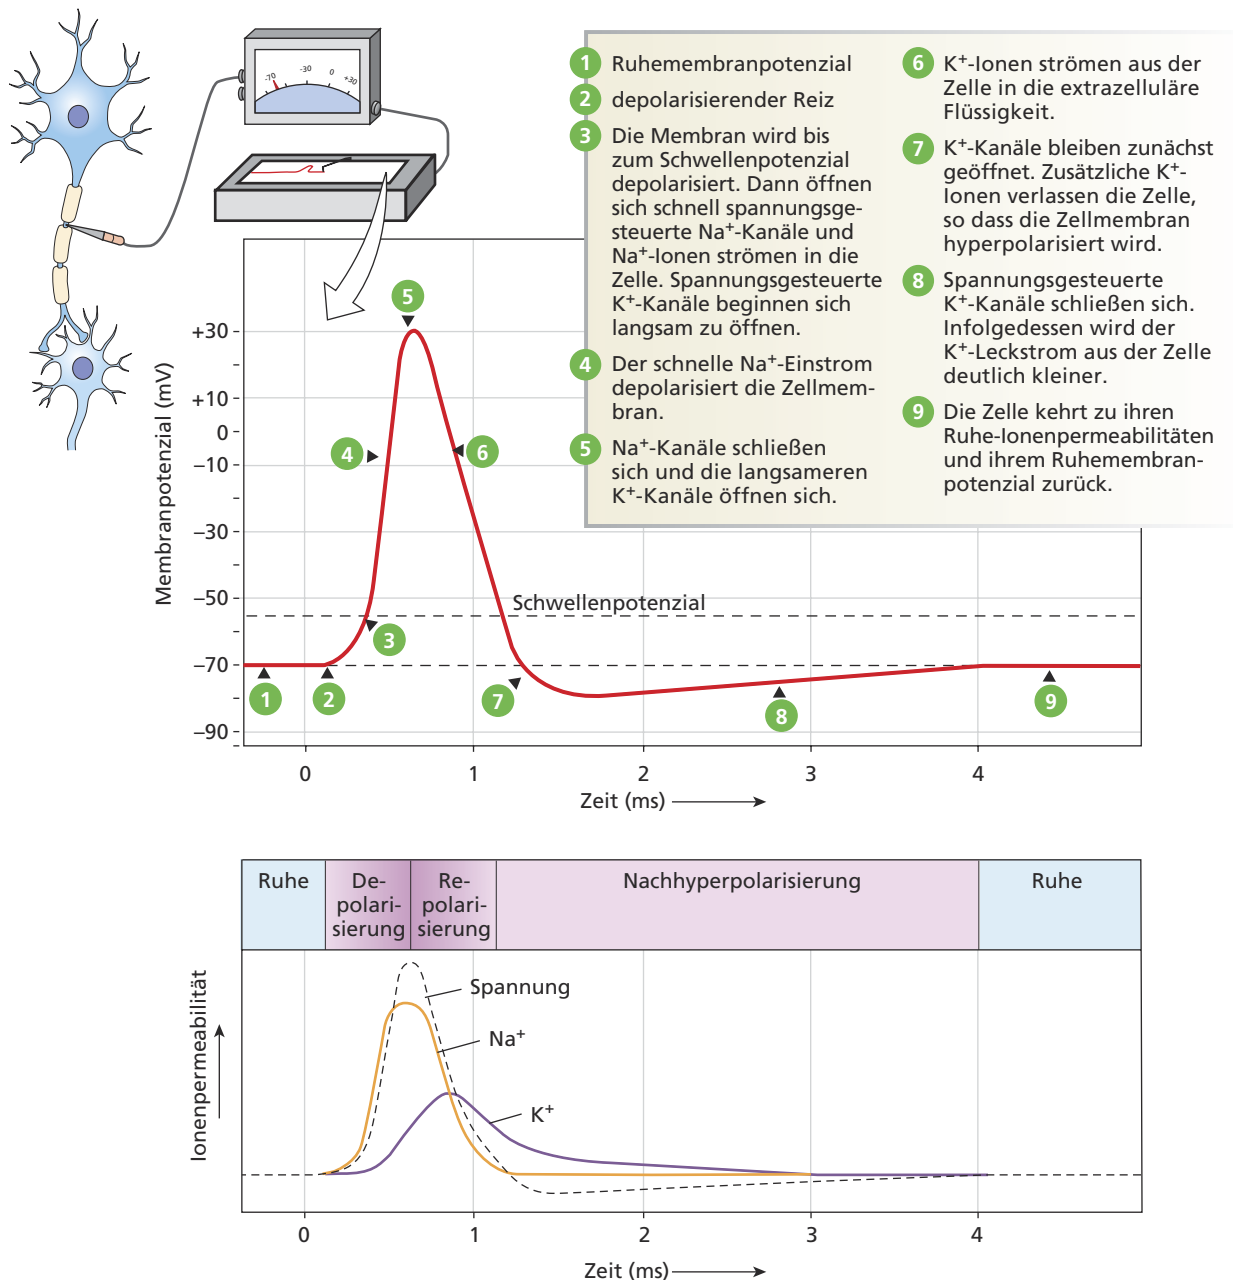 -70
-30
0
+30
1 Ruhemembranpotenzial
2 depolarisierender Reiz
3 Die Membran wird bis
zum Schwellenpotenzial
depolarisiert. Dann öffnen
sich schnell spannungsge-
steuerte Na⁺-Kanäle und
Na⁺-Ionen strömen in die
Zelle. Spannungsgesteuerte
K⁺-Kanäle beginnen sich
langsam zu öffnen.
4 Der schnelle Na⁺-Einstrom
depolarisiert die Zellmem-
bran.
5 Na⁺-Kanäle schließen
sich und die langsameren
K⁺-Kanäle öffnen sich.
6 K⁺-Ionen strömen aus der
Zelle in die extrazelluläre
Flüssigkeit.
7 K⁺-Kanäle bleiben zunächst
geöffnet. Zusätzliche K⁺-
Ionen verlassen die Zelle,
so dass die Zellmembran
hyperpolarisiert wird.
8 Spannungsgesteuerte
K⁺-Kanäle schließen sich.
Infolgedessen wird der
K⁺-Leckstrom aus der Zelle
deutlich kleiner.
9 Die Zelle kehrt zu ihren
Ruhe-Ionenpermeabilitäten
und ihrem Ruhemembran-
potenzial zurück.
Membranpotenzial (mV)
+30
+10
0
–10
–30
–50
–70
–90
5
4
6
Schwellenpotenzial
3
1
2
7
8
9
0 1 2 3 4
Zeit (ms)
Ruhe
De-
polari-
sierung
Re-
polari-
sierung
Nachhyperpolarisierung
Ruhe
Ionenpermeabilität
Spannung
Na⁺
K⁺
0 1 2 3 4
Zeit (ms)